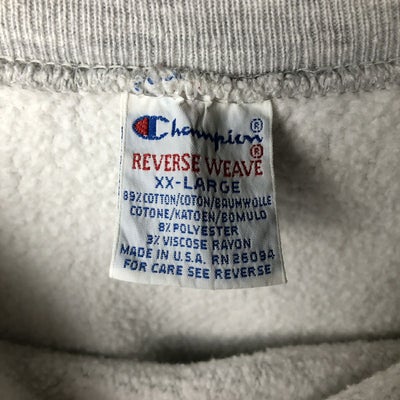 Champion®
REVERSE WEAVE®
XX-LARGE
89% COTTON/COTON/BAUMWOLLE
COTONE/KATOEN/BOMULD
8% POLYESTER
3% VISCOSE RAYON
MADE IN U.S.A. RN 26094
FOR CARE SEE REVERSE